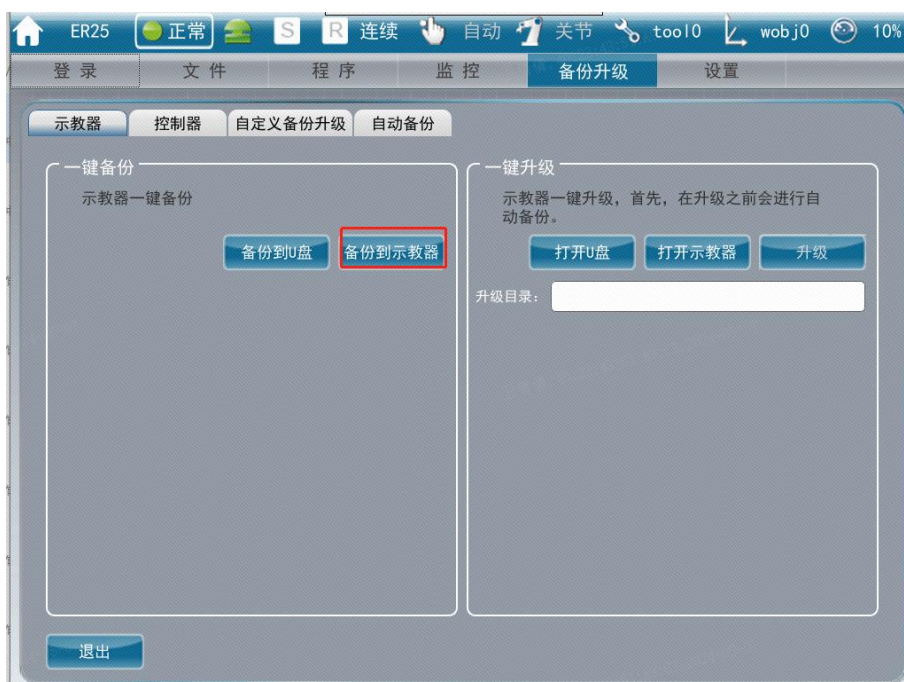 ER25 正常 S R 连续 自动 关节 tool0 wobj0 10%
登录 文件 程序 监控 备份升级 设置
示教器 控制器 自定义备份升级 自动备份
一键备份
示教器一键备份
备份到U盘 备份到示教器
一键升级
示教器一键升级，首先，在升级之前会进行自
动备份。
打开U盘 打开示教器 升级
升级目录：
退出